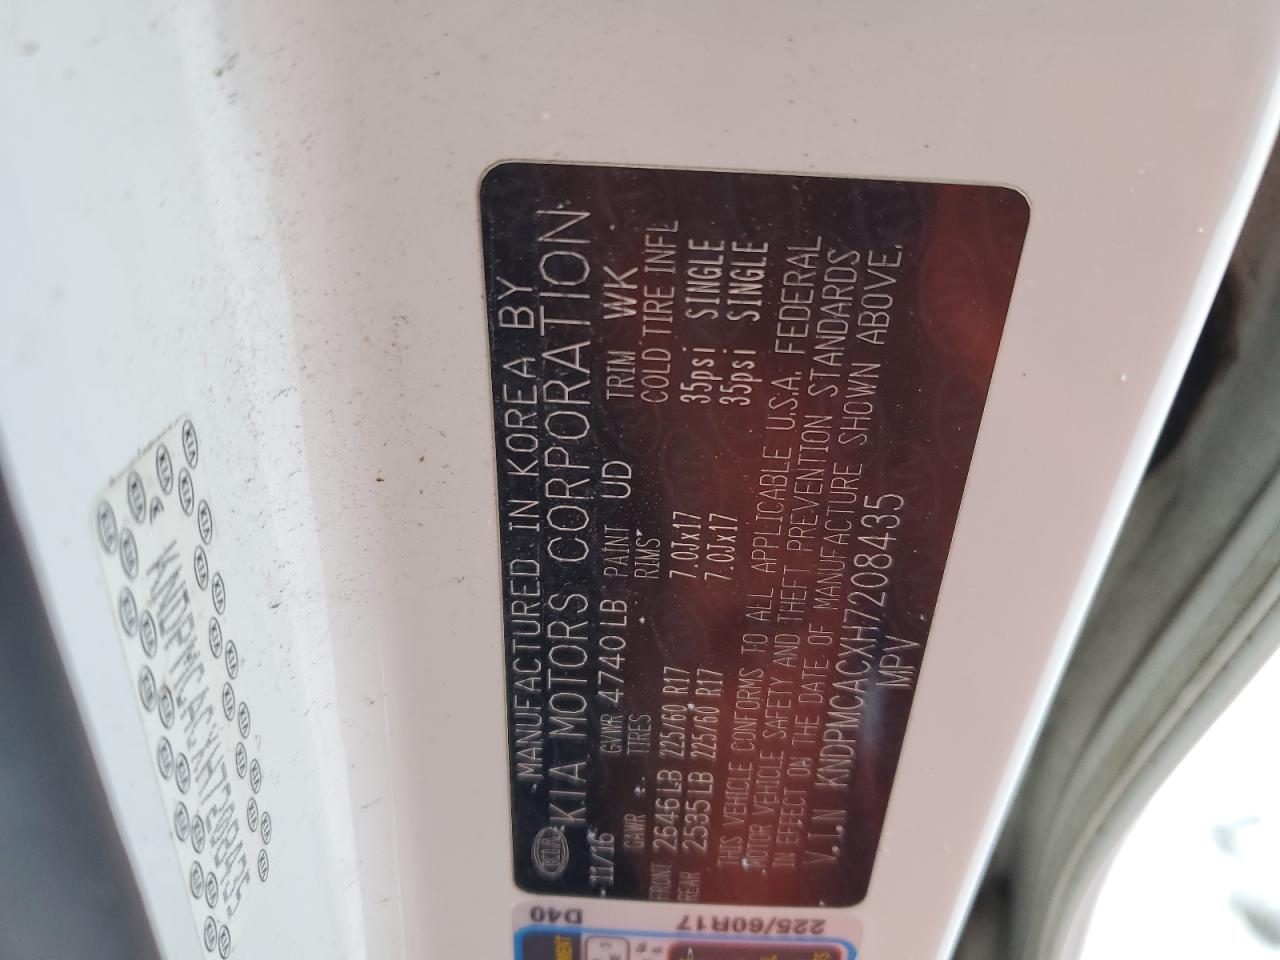 MANUFACTURED IN KOREA BY
KIA KIA MOTORS CORPORATION
11/16 GVWR 4740LB PAINT UD TRIM WK
GAWR TIRES RIMS COLD TIRE INFL
FRONT 2646LB 225/60 R17 7.0Jx17 35psi SINGLE
REAR 2535LB 225/60 R17 7.0Jx17 35psi SINGLE
THIS VEHICLE CONFORMS TO ALL APPLICABLE U.S.A. FEDERAL
MOTOR VEHICLE SAFETY AND THEFT PREVENTION STANDARDS
IN EFFECT ON THE DATE OF MANUFACTURE SHOWN ABOVE.
V.I.N KNDPMCACXH7208435
MPV
D40
225/60R17
KNDPMCACXH7208435